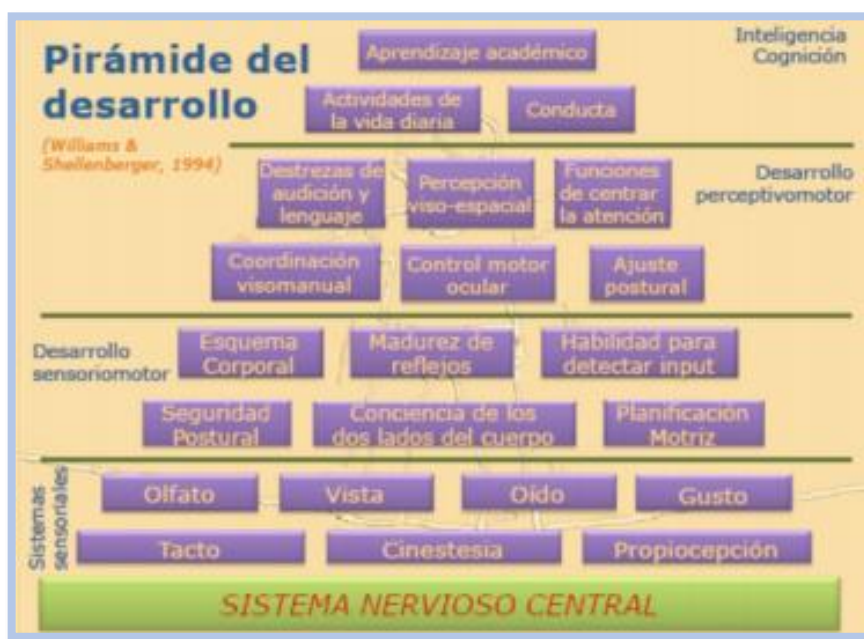 Pirámide del
desarrollo
(Williams &
Shellenberger, 1994)
Inteligencia
Cognición
Aprendizaje académico
Actividades de
la vida diaria
Conducta
Desarrollo
perceptivomotor
Destrezas de
audición y
lenguaje
Percepción
viso-espacial
Funciones
de centrar
la atención
Coordinación
visomanual
Control motor
ocular
Ajuste
postural
Desarrollo
sensoriomotor
Esquema
Corporal
Madurez de
reflejos
Habilidad para
detectar input
Seguridad
Postural
Conciencia de los
dos lados del cuerpo
Planificación
Motriz
Sistemas
sensoriales
Olfato
Vista
Oído
Gusto
Tacto
Cinestesia
Propiocepción
SISTEMA NERVIOSO CENTRAL